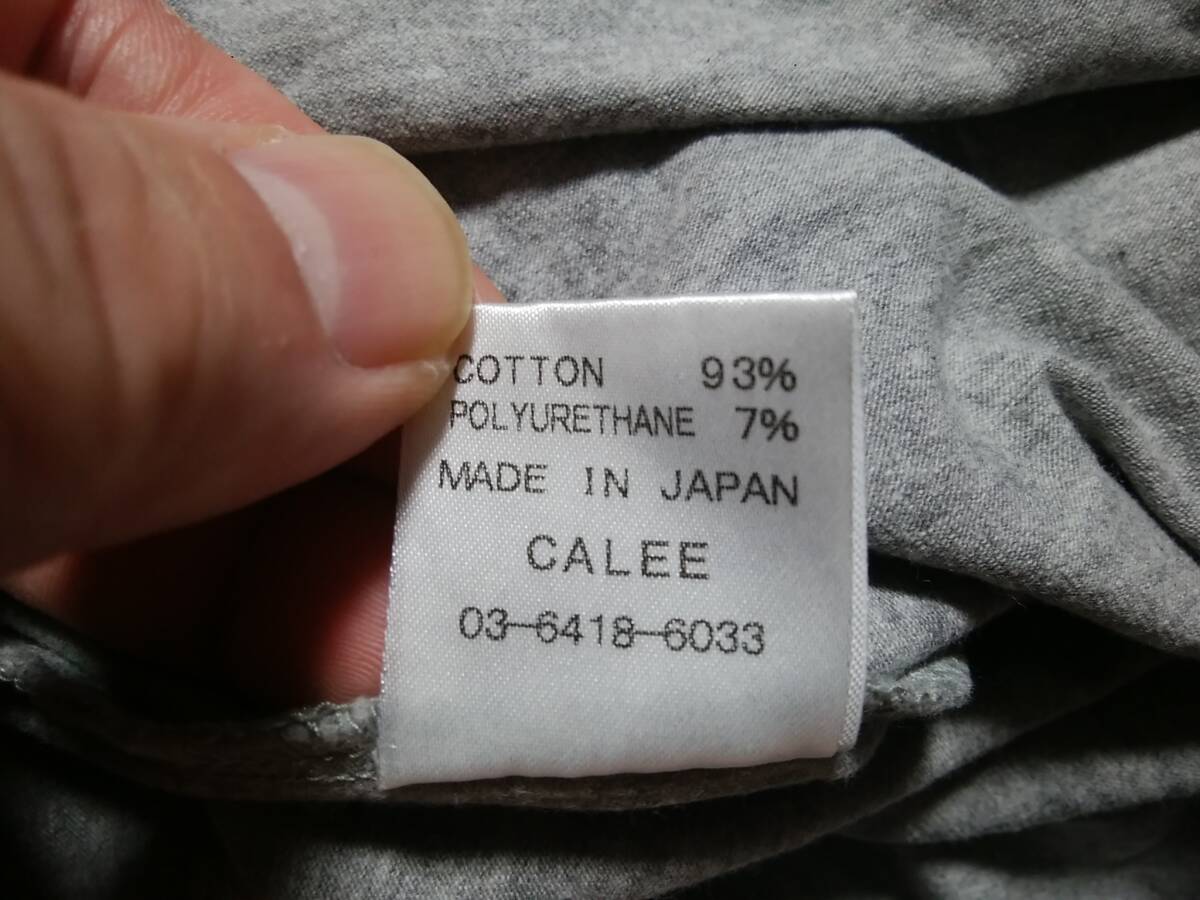 COTTON 93%
POLYURETHANE 7%
MADE IN JAPAN
CALEE
03-6418-6033